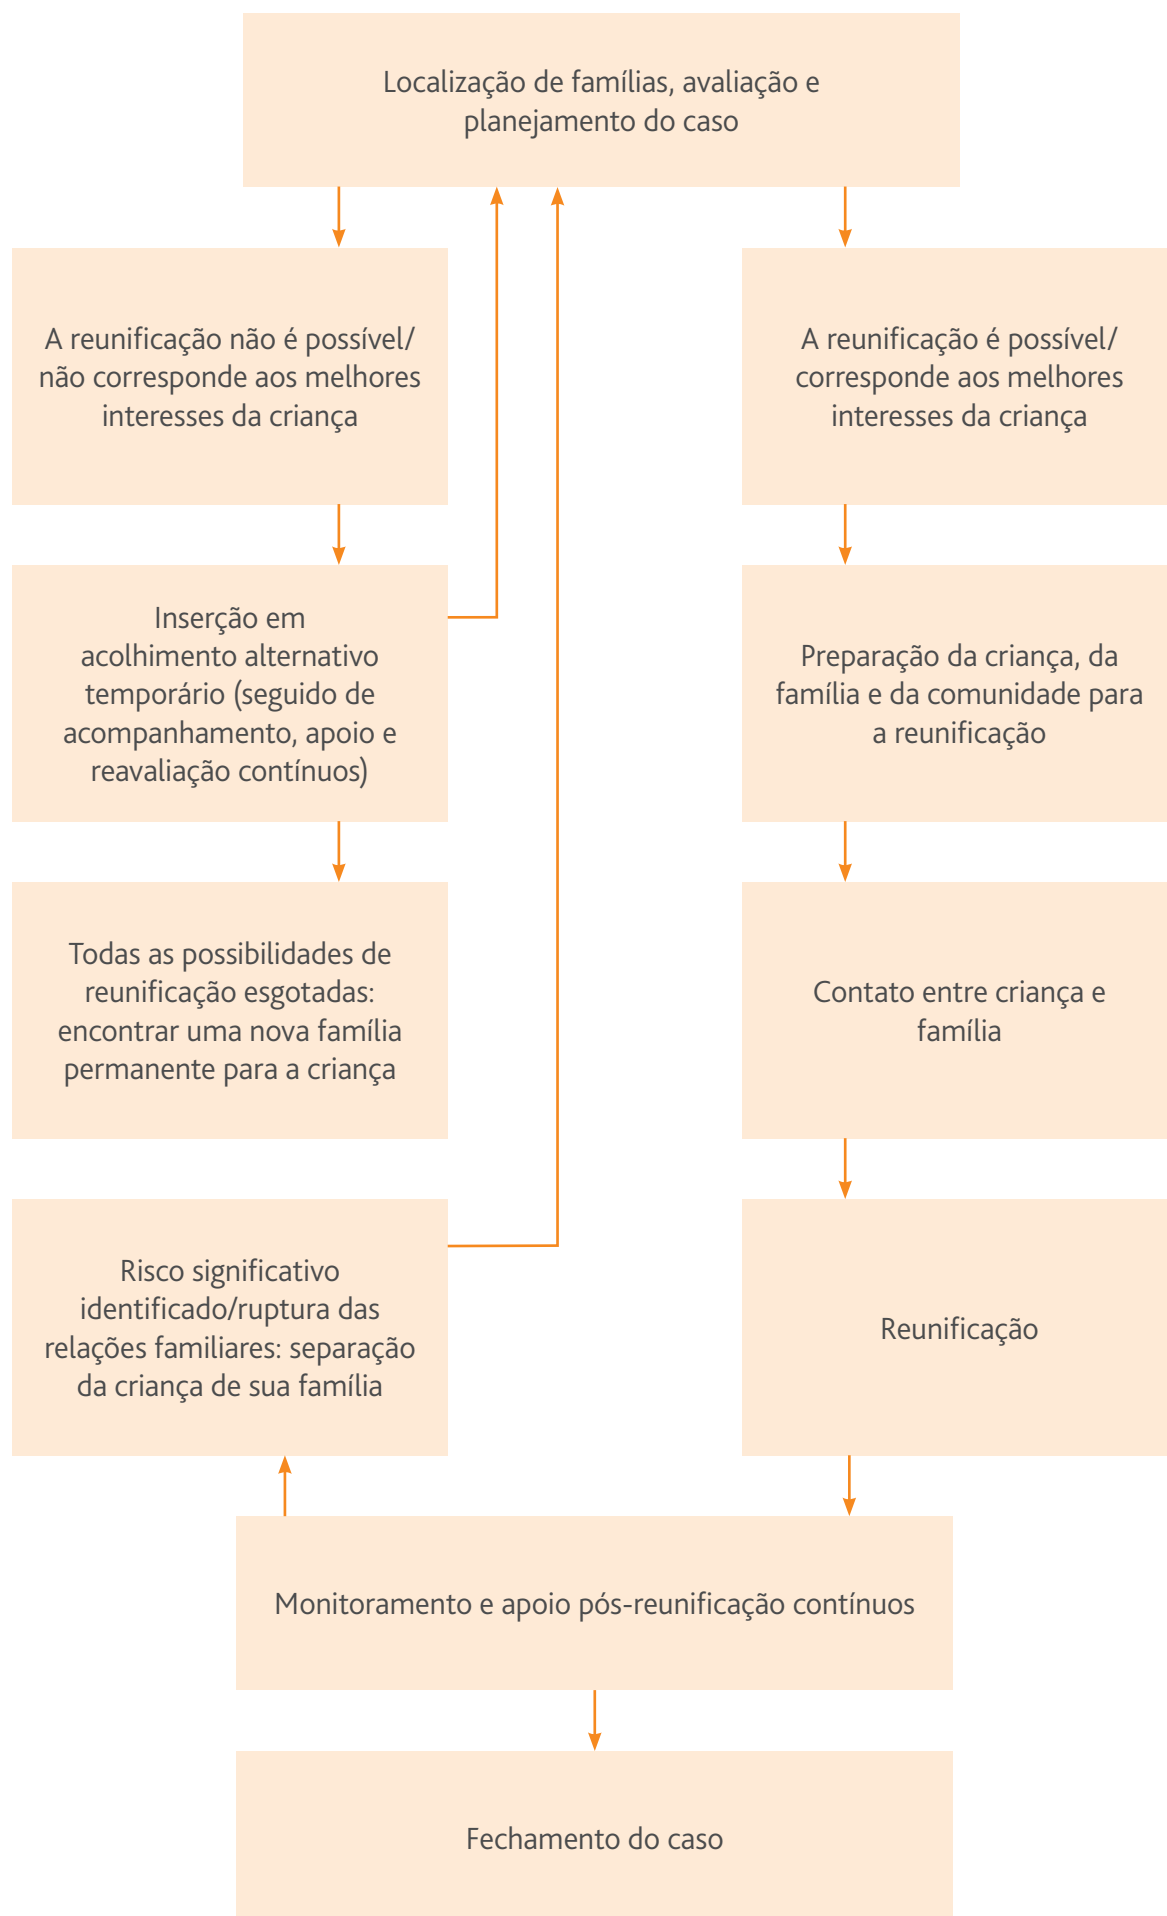 Localização de famílias, avaliação e
planejamento do caso
A reunificação não é possível/
não corresponde aos melhores
interesses da criança
A reunificação é possível/
corresponde aos melhores
interesses da criança
Inserção em
acolhimento alternativo
temporário (seguido de
acompanhamento, apoio e
reavaliação contínuos)
Preparação da criança, da
família e da comunidade para
a reunificação
Todas as possibilidades de
reunificação esgotadas:
encontrar uma nova família
permanente para a criança
Contato entre criança e
família
Risco significativo
identificado/ruptura das
relações familiares: separação
da criança de sua família
Reunificação
Monitoramento e apoio pós-reunificação contínuos
Fechamento do caso